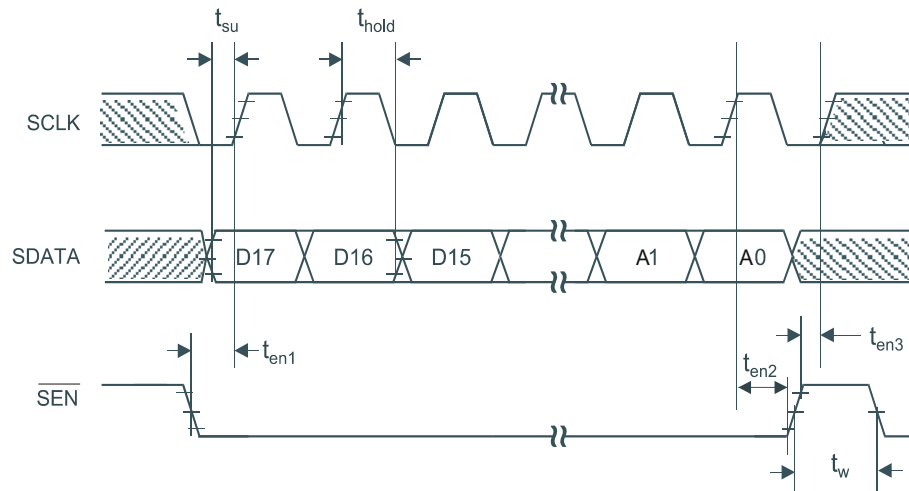 t_su t_hold
SCLK
SDATA D17 D16 D15 A1 A0
t_en1 t_en2 t_en3
SEN
t_w